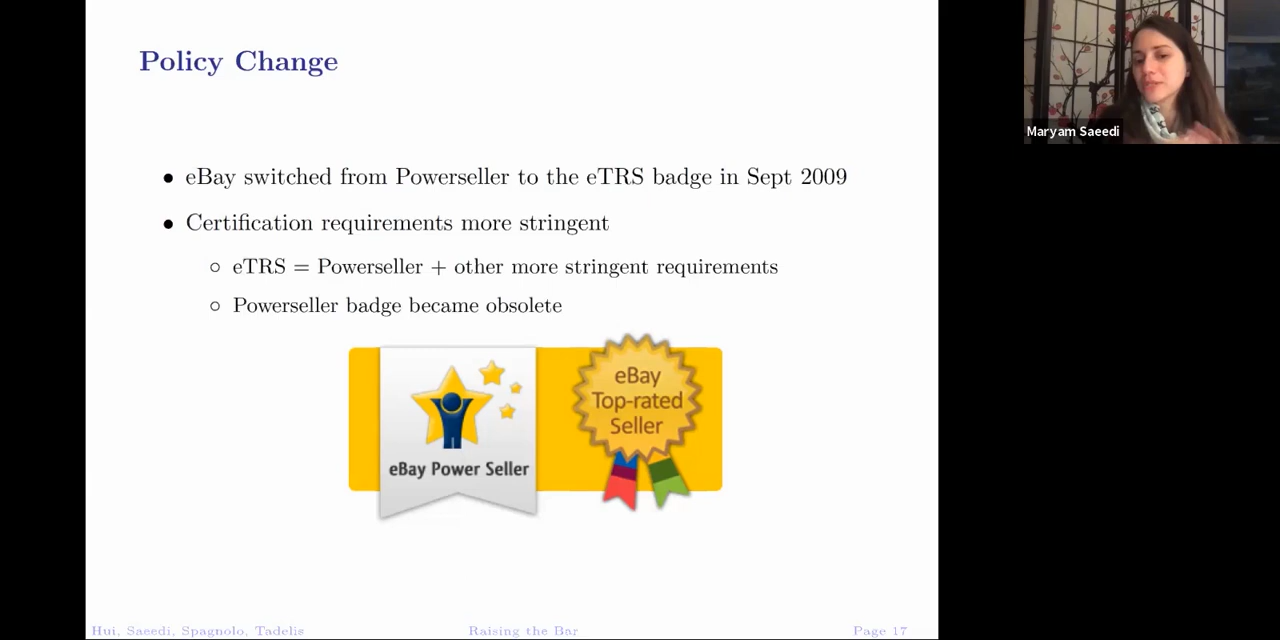 Policy Change
Maryam Saeedi
• eBay switched from Powerseller to the eTRS badge in Sept 2009
• Certification requirements more stringent
○ eTRS = Powerseller + other more stringent requirements
○ Powerseller badge became obsolete
eBay
Top-rated
Seller
eBay Power Seller
Hui, Saeedi, Spagnolo, Tadelis
Raising the Bar
Page 17